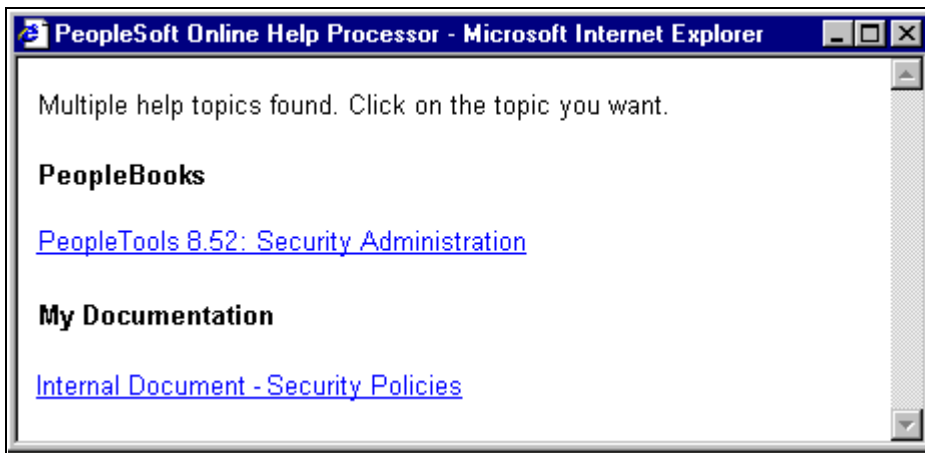 PeopleSoft Online Help Processor - Microsoft Internet Explorer
Multiple help topics found. Click on the topic you want.
PeopleBooks
PeopleTools 8.52: Security Administration
My Documentation
Internal Document - Security Policies